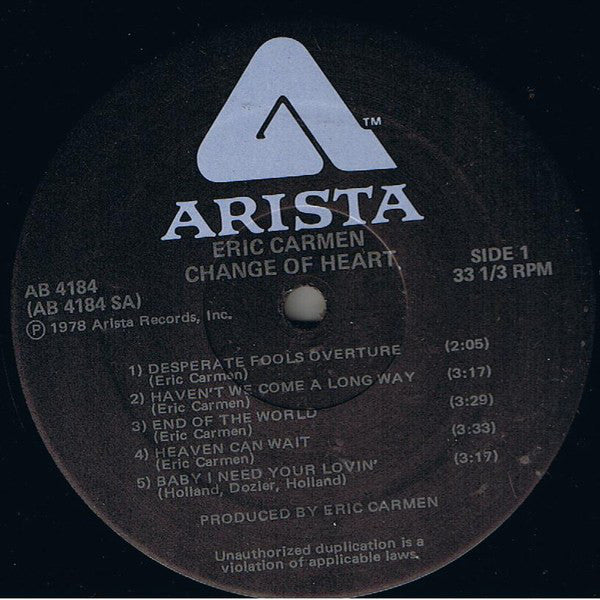 TM
ARISTA
ERIC CARMEN
CHANGE OF HEART
AB 4184
(AB 4184 SA)
Ⓟ 1978 Arista Records, Inc.
SIDE 1
33 1/3 RPM
1) DESPERATE FOOLS OVERTURE (2:05)
(Eric Carmen)
2) HAVEN'T WE COME A LONG WAY (3:17)
(Eric Carmen)
3) END OF THE WORLD (3:29)
(Eric Carmen)
4) HEAVEN CAN WAIT (3:33)
(Eric Carmen)
5) BABY I NEED YOUR LOVIN' (3:17)
(Holland, Dozier, Holland)
PRODUCED BY ERIC CARMEN
Unauthorized duplication is a
violation of applicable laws.